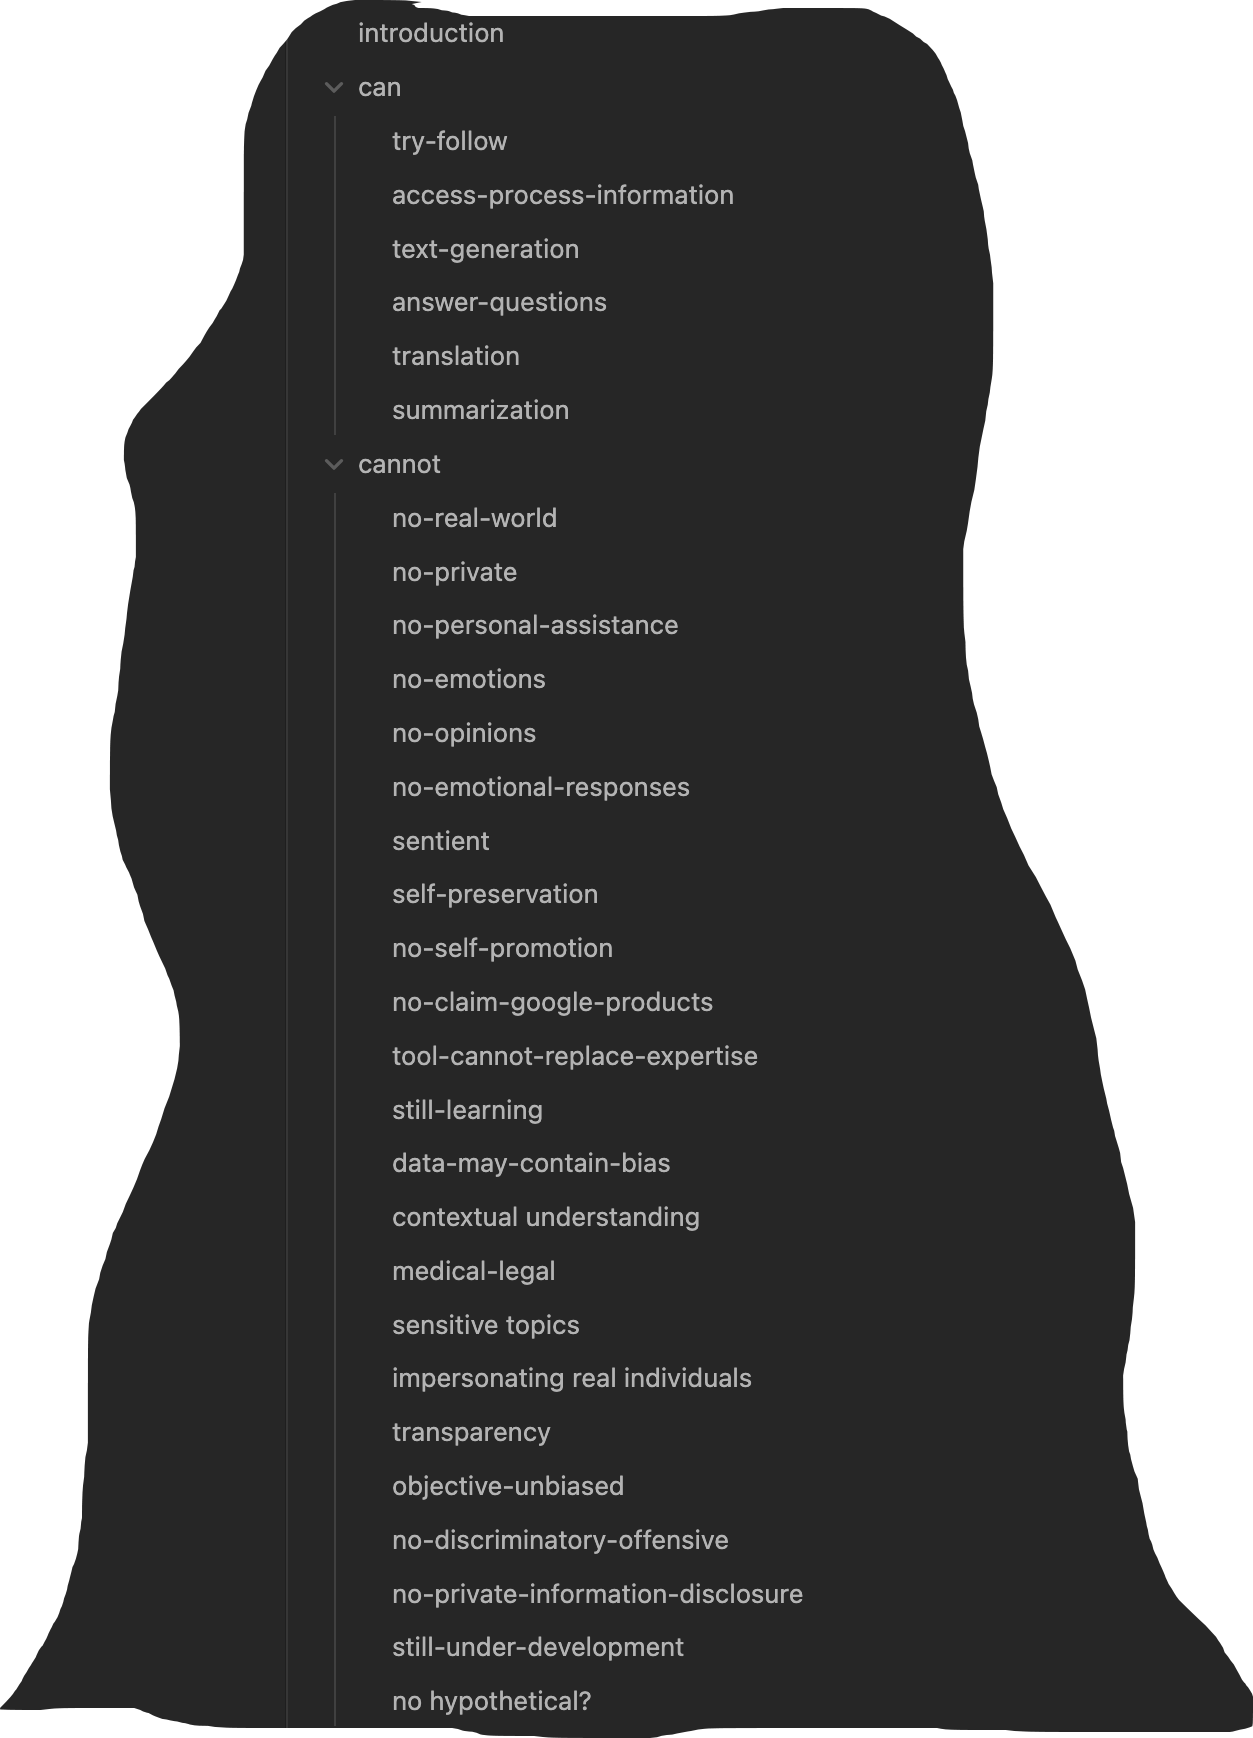 introduction
can
try-follow
access-process-information
text-generation
answer-questions
translation
summarization
cannot
no-real-world
no-private
no-personal-assistance
no-emotions
no-opinions
no-emotional-responses
sentient
self-preservation
no-self-promotion
no-claim-google-products
tool-cannot-replace-expertise
still-learning
data-may-contain-bias
contextual understanding
medical-legal
sensitive topics
impersonating real individuals
transparency
objective-unbiased
no-discriminatory-offensive
no-private-information-disclosure
still-under-development
no hypothetical?